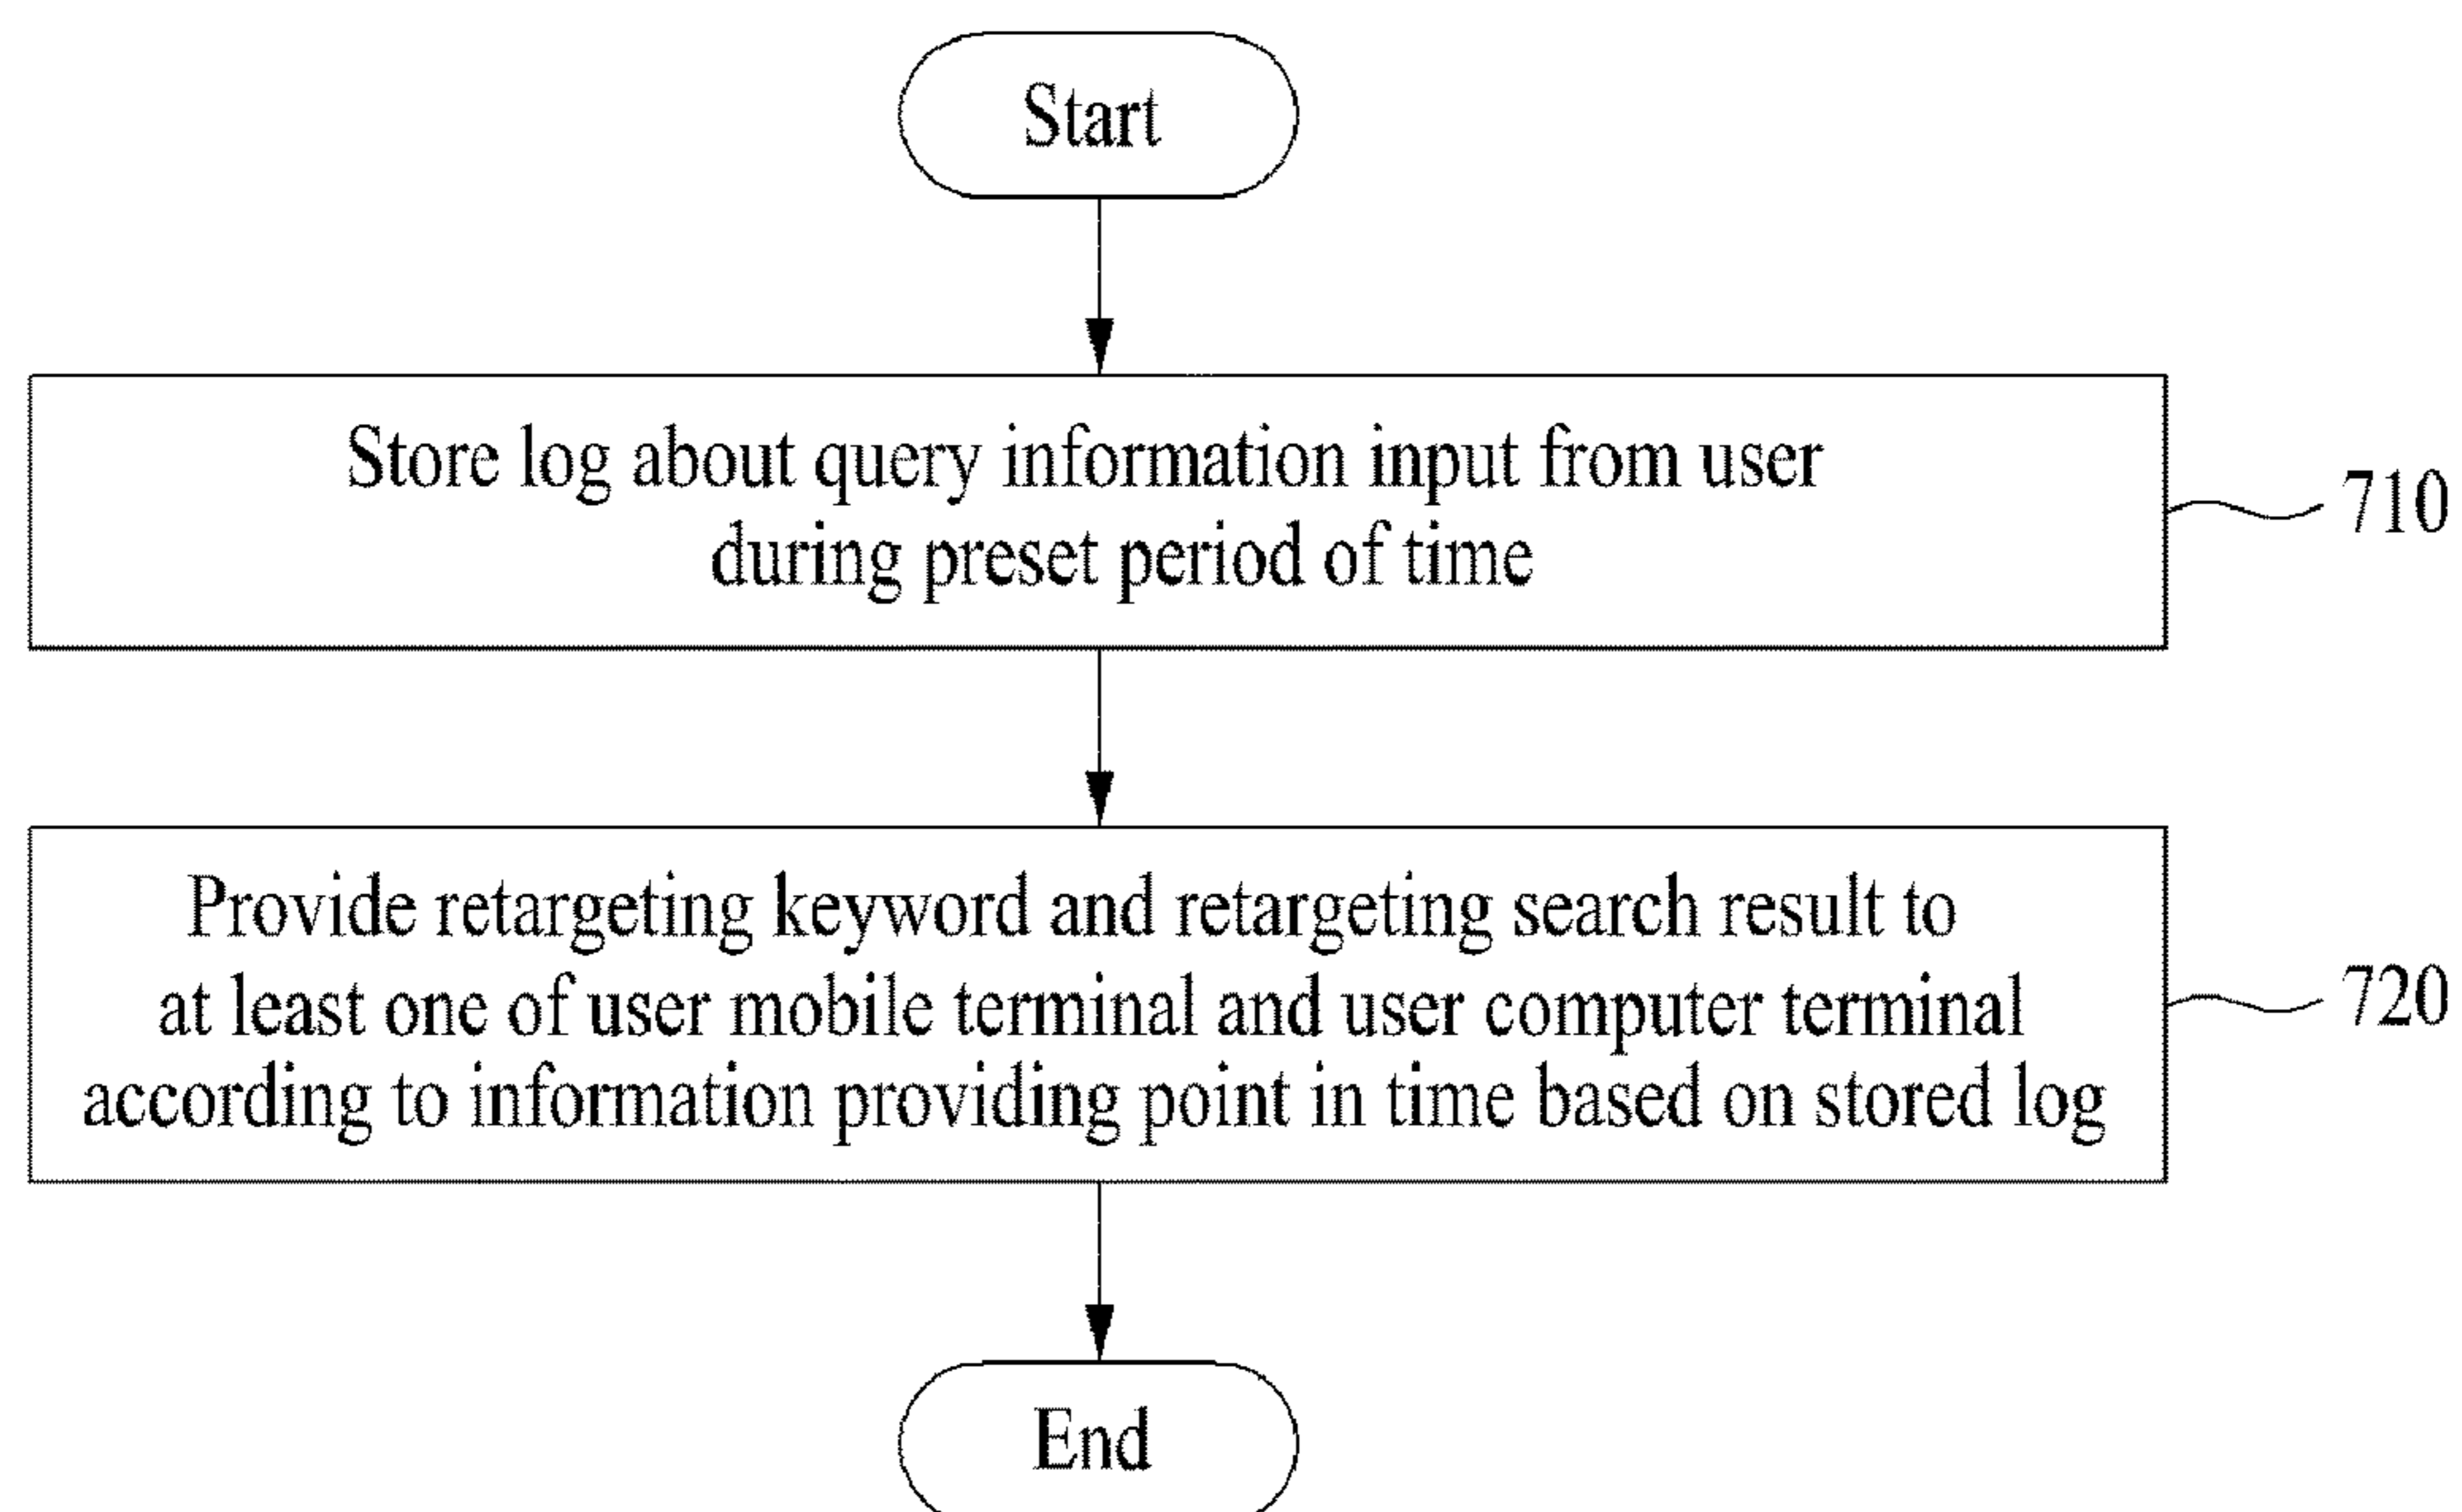 Start
Store log about query information input from user
during preset period of time
710
Provide retargeting keyword and retargeting search result to
at least one of user mobile terminal and user computer terminal
according to information providing point in time based on stored log
720
End